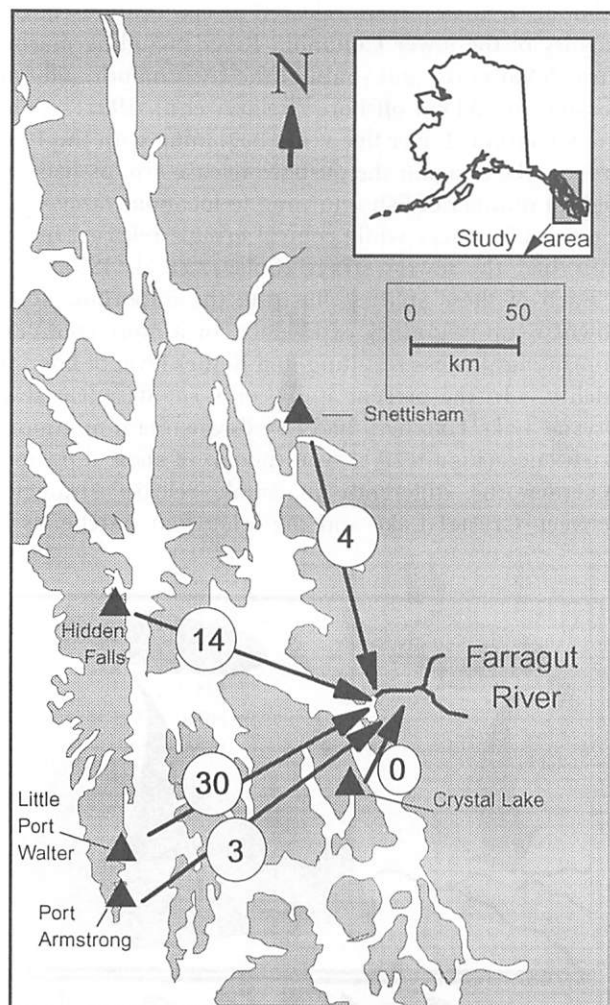 N
Study area
0 50
km
Snettisham
4
Hidden
Falls
14
Farragut
River
30
0
Little
Port
Walter
3
Crystal Lake
Port
Armstrong